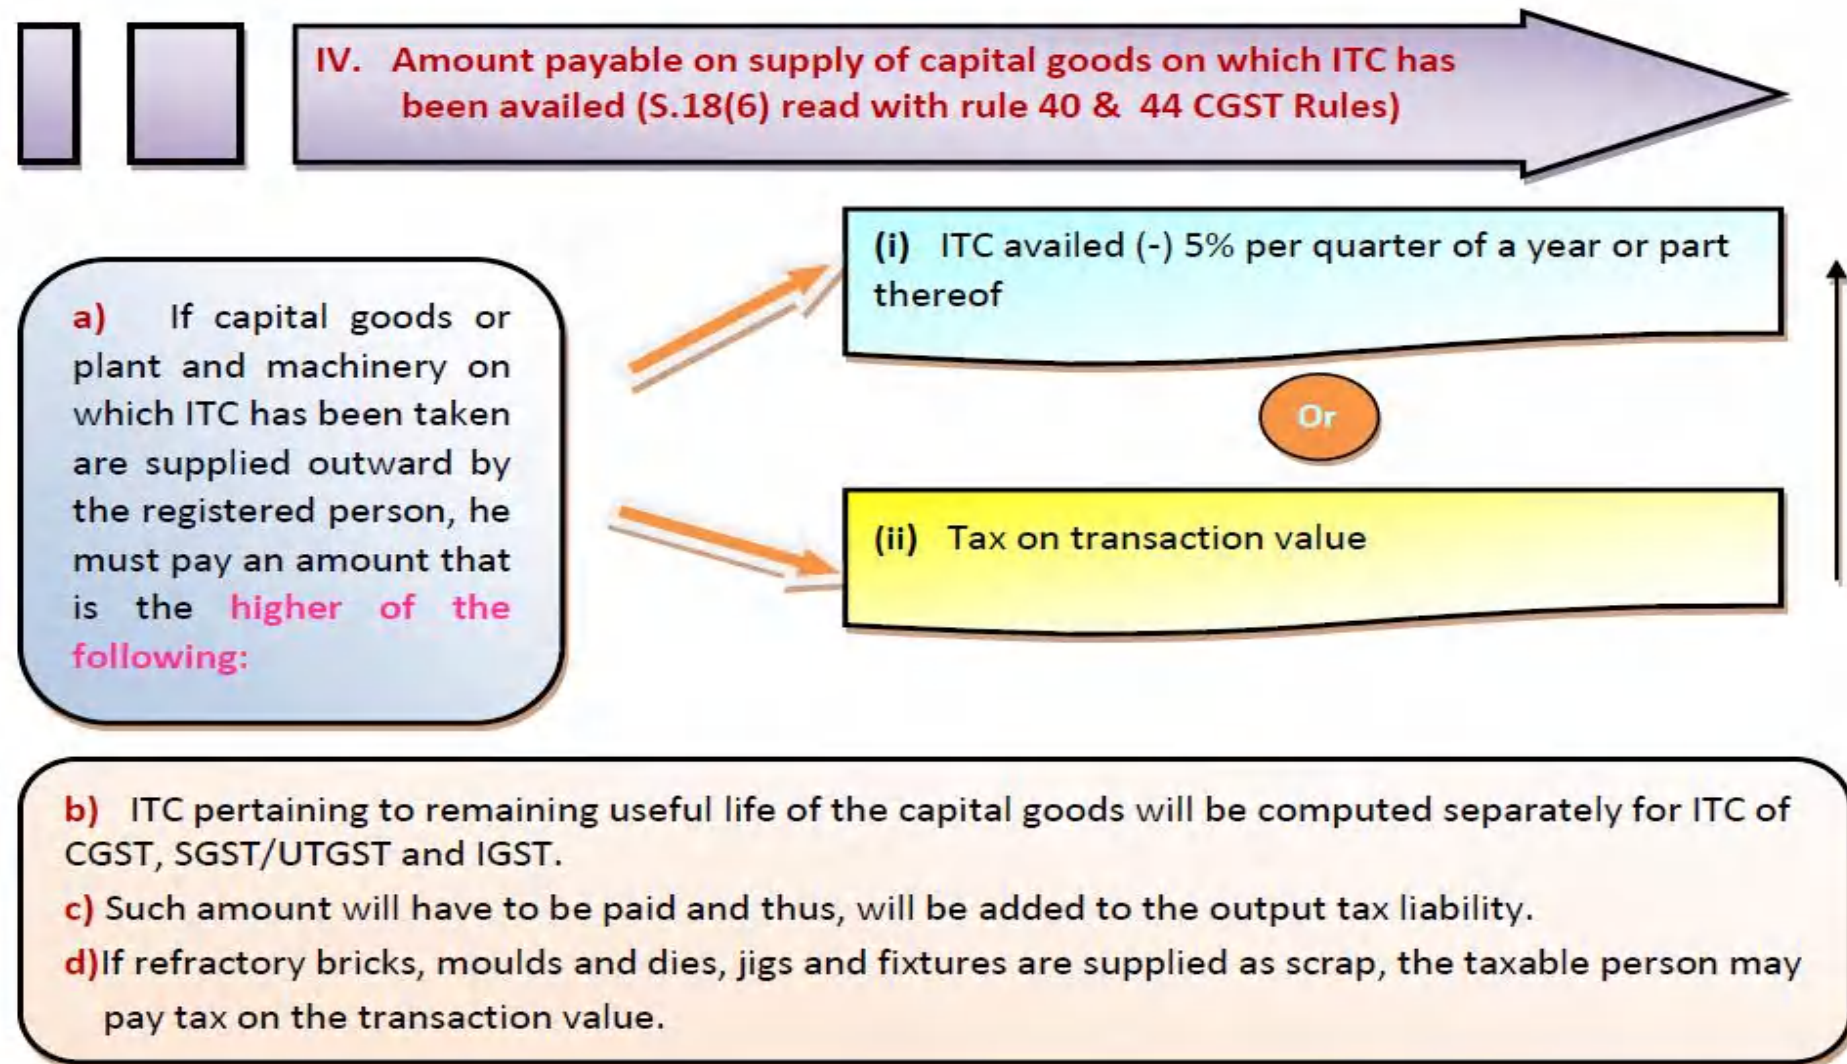 IV. Amount payable on supply of capital goods on which ITC has
been availed (S.18(6) read with rule 40 & 44 CGST Rules)
a) If capital goods or
plant and machinery on
which ITC has been taken
are supplied outward by
the registered person, he
must pay an amount that
is the higher of the
following:
(i) ITC availed (-) 5% per quarter of a year or part
thereof
Or
(ii) Tax on transaction value
b) ITC pertaining to remaining useful life of the capital goods will be computed separately for ITC of
CGST, SGST/UTGST and IGST.
c) Such amount will have to be paid and thus, will be added to the output tax liability.
d)If refractory bricks, moulds and dies, jigs and fixtures are supplied as scrap, the taxable person may
pay tax on the transaction value.